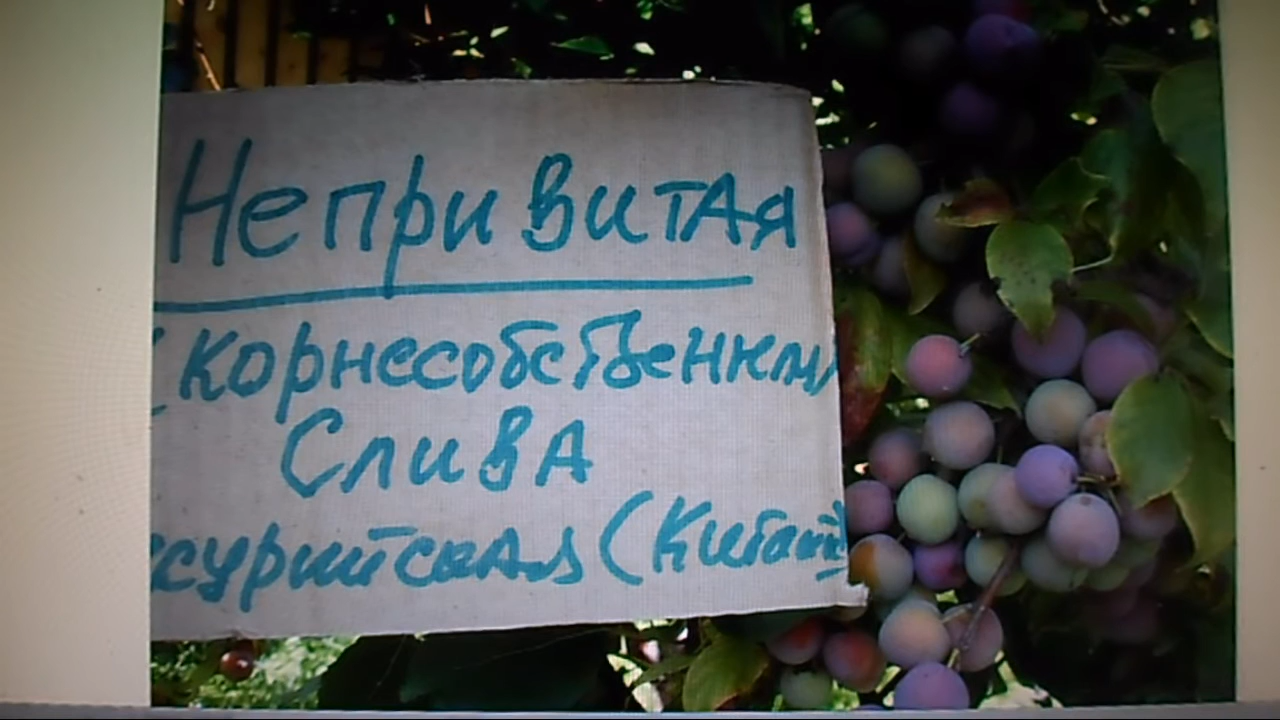 Непривитая
(корнесобственная)
Слива
ссурийская (Китай)